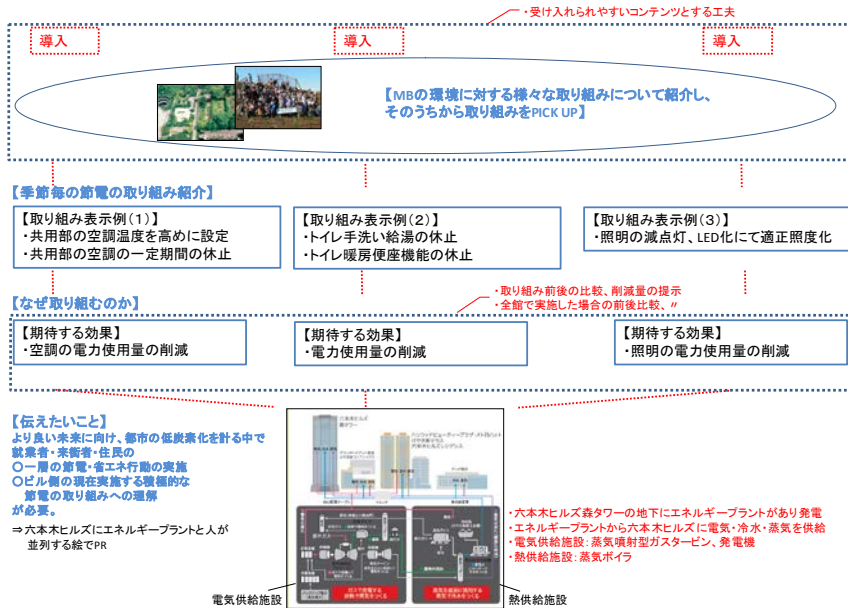 ・受け入れられやすいコンテンツとする工夫
導入
導入
導入
【MBの環境に対する様々な取り組みについて紹介し、
そのうちから取り組みをPICK UP】
【季節毎の節電の取り組み紹介】
【取り組み表示例(1)】
・共用部の空調温度を高めに設定
・共用部の空調の一定期間の休止
【取り組み表示例(2)】
・トイレ手洗い給湯の休止
・トイレ暖房便座機能の休止
【取り組み表示例(3)】
・照明の減点灯、LED化にて適正照度化
【なぜ取り組むのか】
・取り組み前後の比較、削減量の提示
・全館で実施した場合の前後比較、〃
【期待する効果】
・空調の電力使用量の削減
【期待する効果】
・電力使用量の削減
【期待する効果】
・照明の電力使用量の削減
【伝えたいこと】
より良い未来に向け、都市の低炭素化を計る中で
就業者・来街者・住民の
○一層の節電・省エネ行動の実施
○ビル側の現在実施する積極的な
節電の取り組みへの理解
が必要。
⇒六本木ヒルズにエネルギープラントと人が
並列する絵でPR
六本木ヒルズ
森タワー
・六本木ヒルズ森タワーの地下にエネルギープラントがあり発電
・エネルギープラントから六本木ヒルズに電気・冷水・蒸気を供給
・電気供給施設:蒸気噴射型ガスタービン、発電機
・熱供給施設:蒸気ボイラ
電気供給施設
熱供給施設